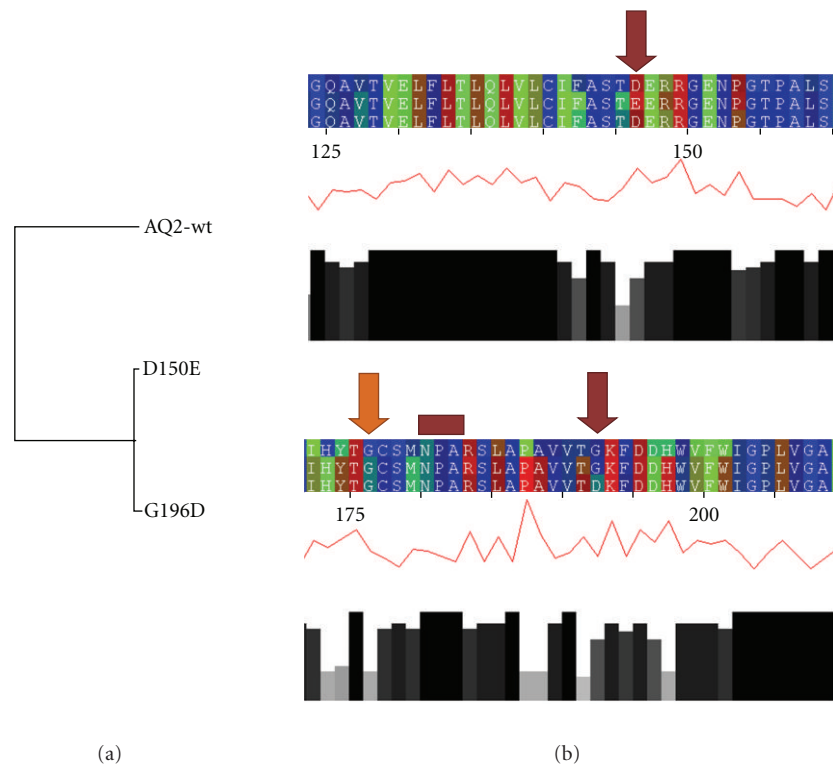 GQAVTVELFLTLQLVLCIFASTDERRGENPGTPALS
GQAVTVELFLTLQLVLCIFASTEERRGENPGTPALS
GQAVTVELFLTLQLVLCIFASTDERRGENPGTPALS
125 150
AQ2-wt
D150E
G196D
IHYTGCSMNPARSLAPAVVTGKFDDHWVFWIGPLVGA
IHYTGCSMNPARSLAPAVVTGKFDDHWVFWIGPLVGA
IHYTGCSMNPARSLAPAVVTDKFDDHWVFWIGPLVGA
175 200
(a) (b)